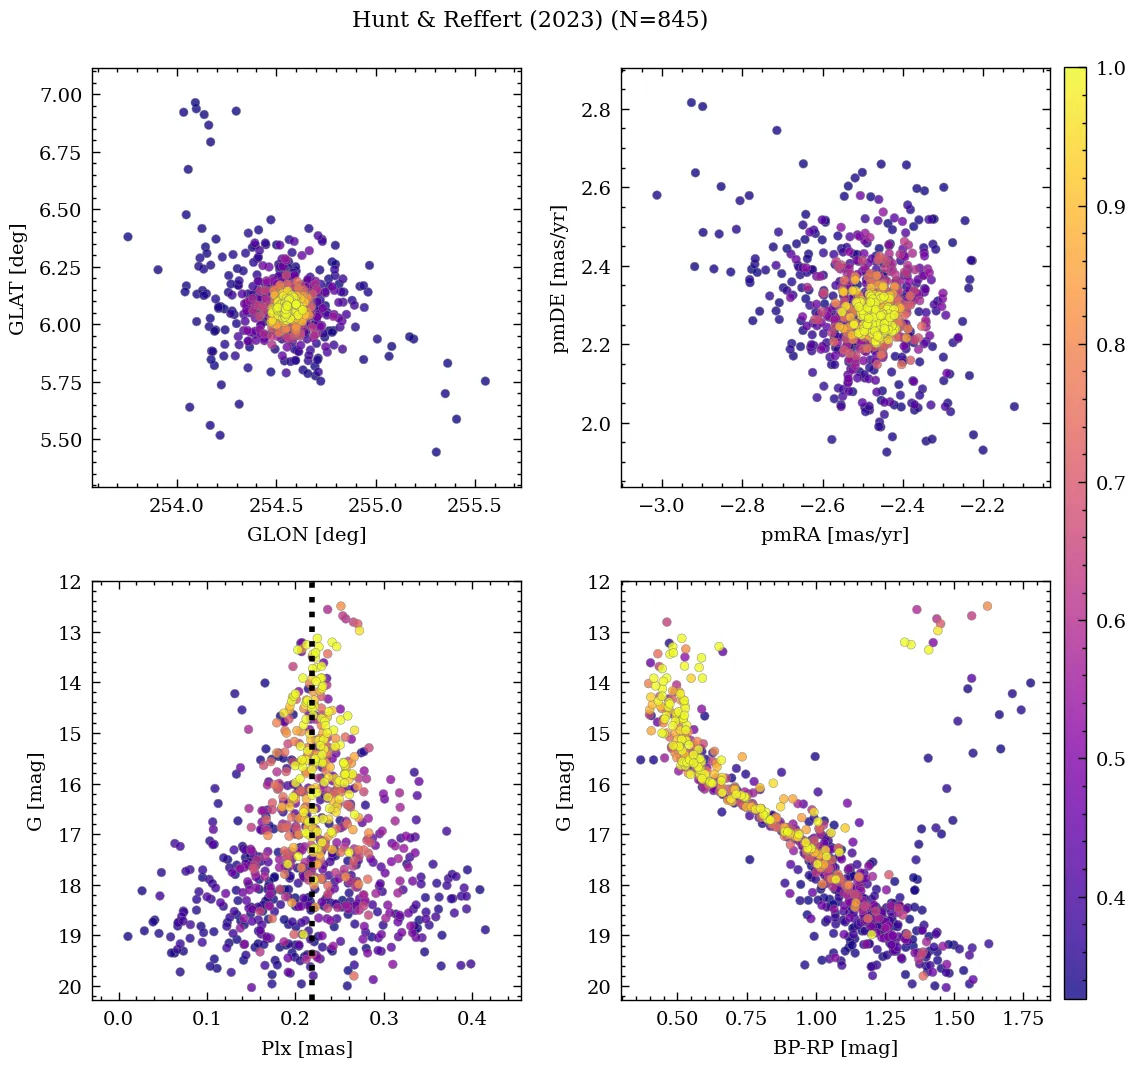 Hunt & Reffert (2023) (N=845)
7.00
6.75
6.50
6.25
6.00
5.75
5.50
GLAT [deg]
254.0 254.5 255.0 255.5
GLON [deg]
2.8
2.6
2.4
2.2
2.0
pmDE [mas/yr]
−3.0 −2.8 −2.6 −2.4 −2.2
pmRA [mas/yr]
1.0
0.9
0.8
0.7
0.6
0.5
0.4
12
13
14
15
16
17
18
19
20
G [mag]
0.0 0.1 0.2 0.3 0.4
Plx [mas]
12
13
14
15
16
17
18
19
20
G [mag]
0.50 0.75 1.00 1.25 1.50 1.75
BP-RP [mag]